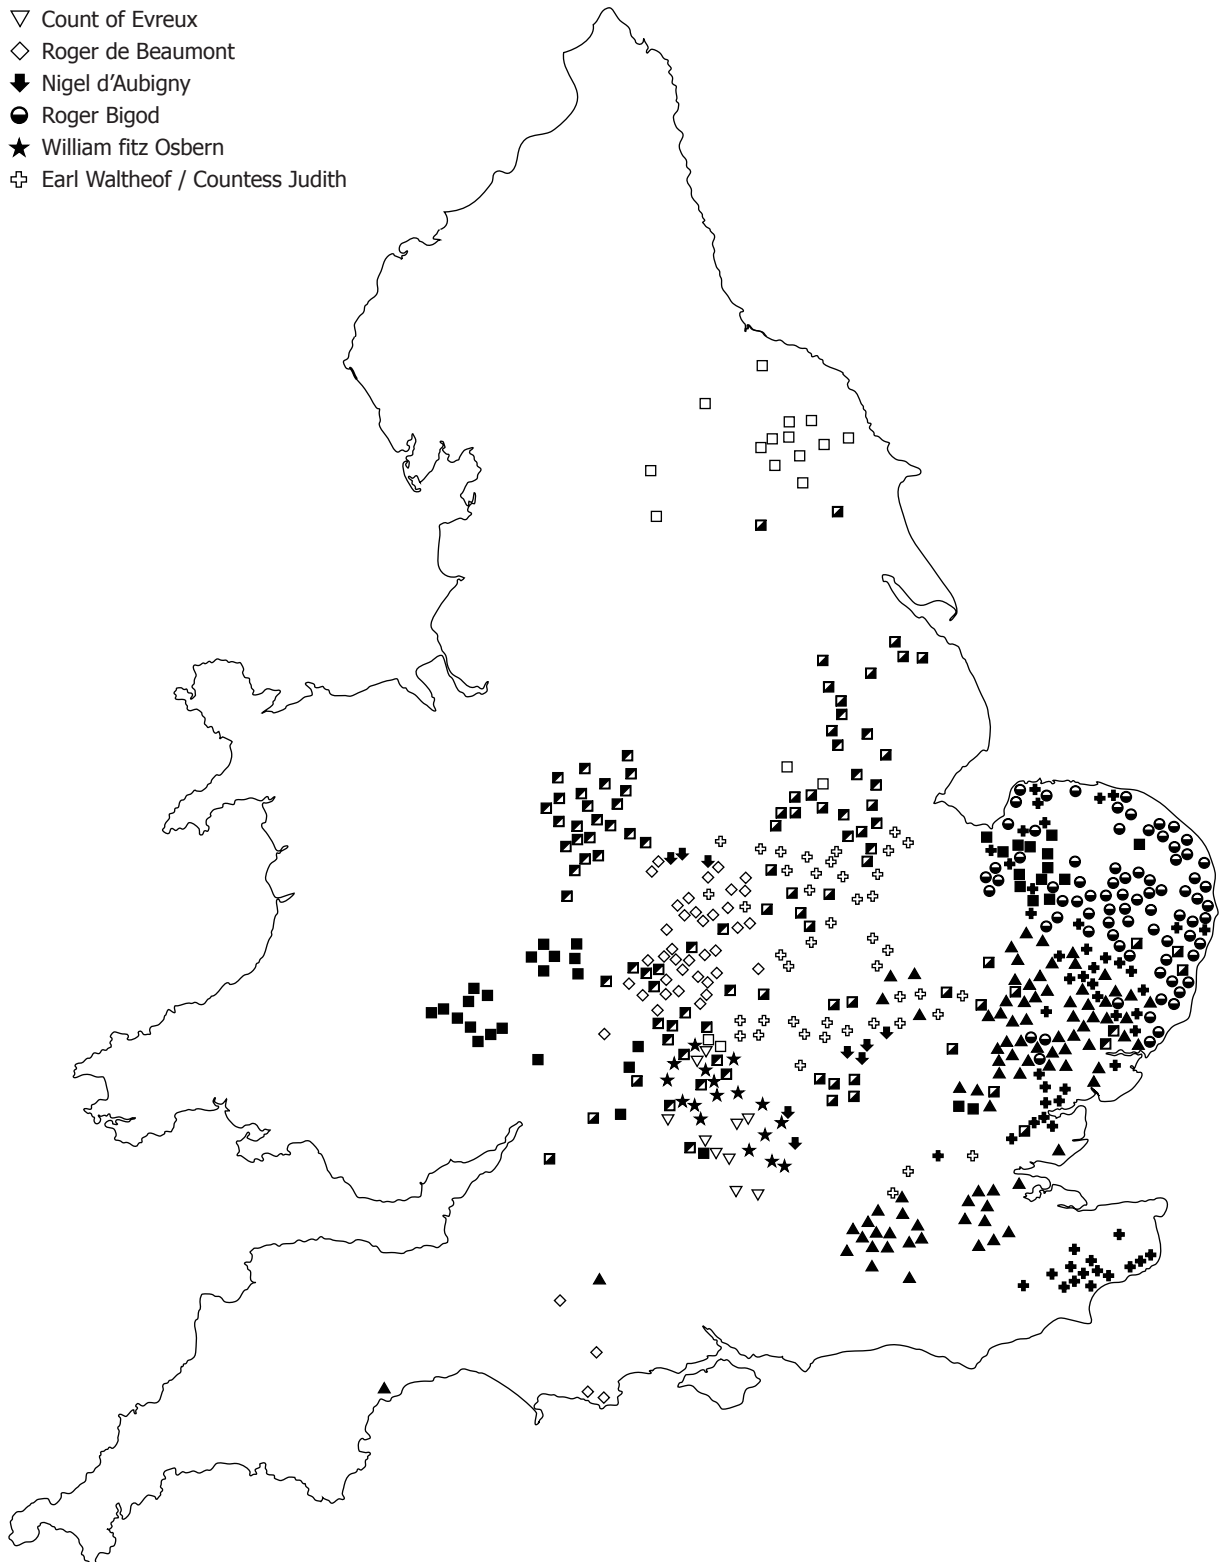 Count of Evreux
Roger de Beaumont
Nigel d’Aubigny
Roger Bigod
William fitz Osbern
Earl Waltheof / Countess Judith